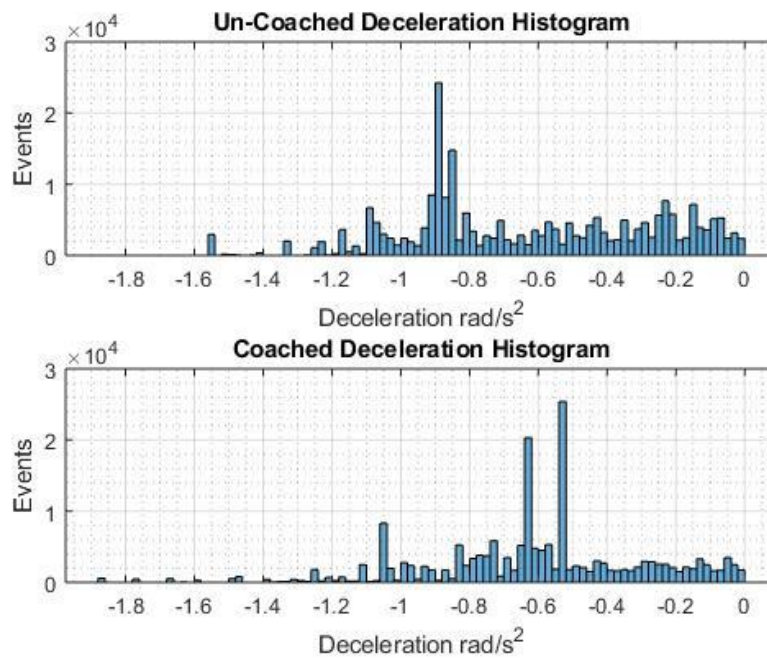 Un-Coached Deceleration Histogram
×10⁴
3
2
1
0
Events
-1.8 -1.6 -1.4 -1.2 -1 -0.8 -0.6 -0.4 -0.2 0
Deceleration rad/s²
Coached Deceleration Histogram
×10⁴
3
2
1
0
Events
-1.8 -1.6 -1.4 -1.2 -1 -0.8 -0.6 -0.4 -0.2 0
Deceleration rad/s²